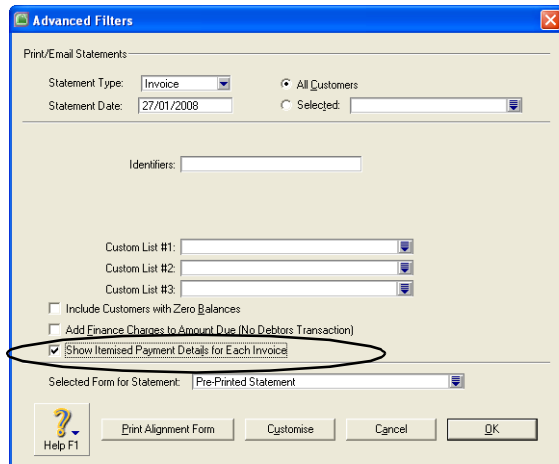 Advanced Filters
Print/Email Statements
Statement Type: Invoice
All Customers
Statement Date: 27/01/2008
Selected:
Identifiers:
Custom List #1:
Custom List #2:
Custom List #3:
Include Customers with Zero Balances
Add Finance Charges to Amount Due (No Debtors Transaction)
Show Itemised Payment Details for Each Invoice
Selected Form for Statement: Pre-Printed Statement
Help F1
Print Alignment Form
Customise
Cancel
OK